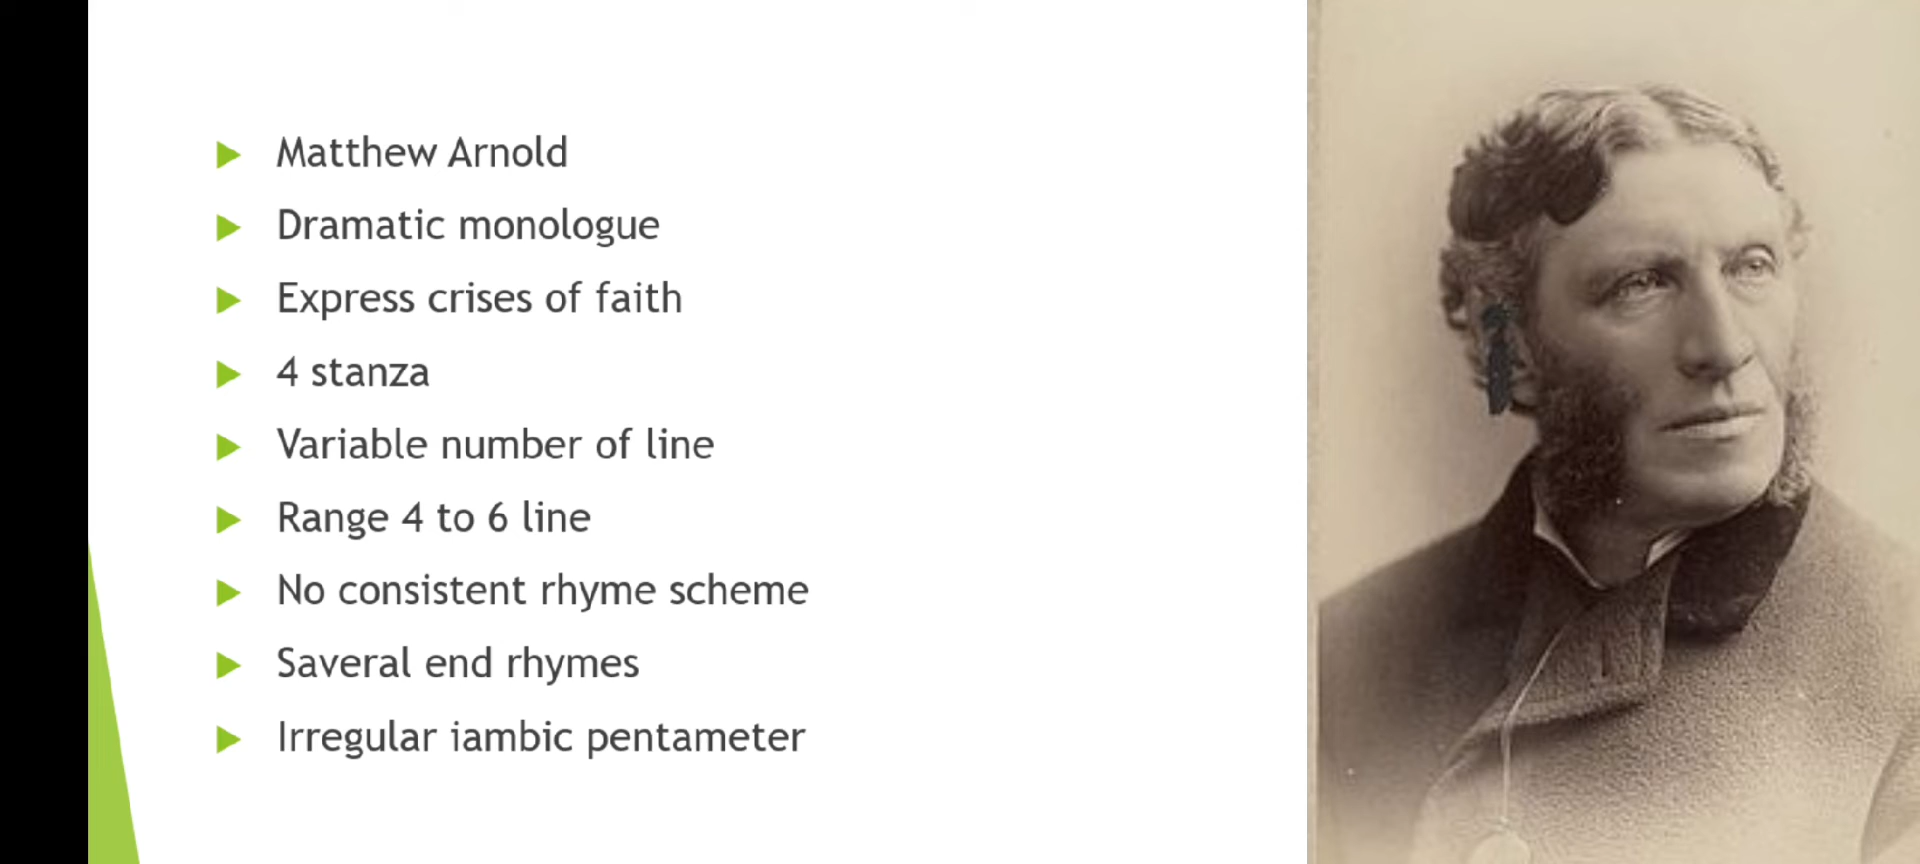 Matthew Arnold
Dramatic monologue
Express crises of faith
4 stanza
Variable number of line
Range 4 to 6 line
No consistent rhyme scheme
Saveral end rhymes
Irregular iambic pentameter